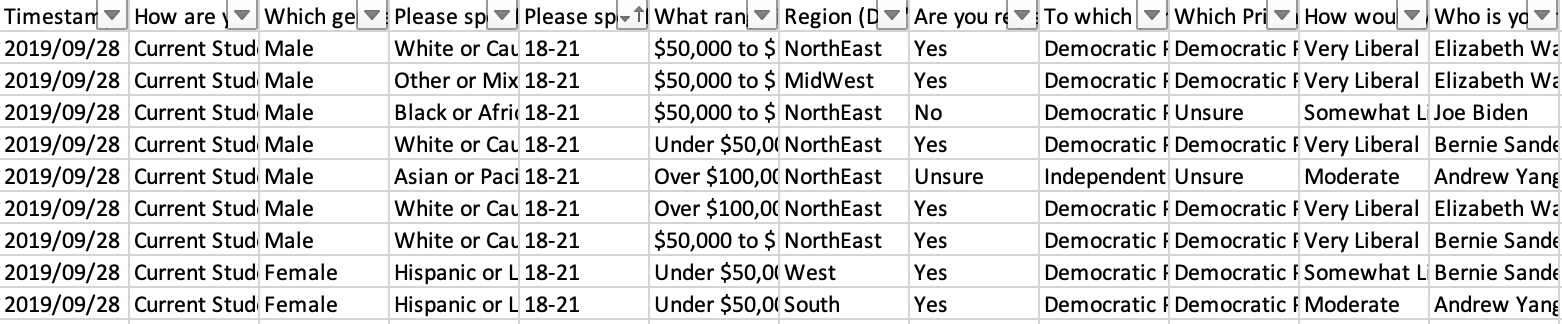 Timestam How are y Which ge Please sp Please sp What ran Region (D Are you re To which Which Pri How wou Who is yo
2019/09/28 Current Stud Male White or Cau 18-21 $50,000 to $ NorthEast Yes Democratic P Democratic P Very Liberal Elizabeth Wa
2019/09/28 Current Stud Male Other or Mix 18-21 $50,000 to $ MidWest Yes Democratic P Democratic P Very Liberal Elizabeth Wa
2019/09/28 Current Stud Male Black or Afric 18-21 $50,000 to $ NorthEast No Democratic P Unsure Somewhat Li Joe Biden
2019/09/28 Current Stud Male White or Cau 18-21 Under $50,00 NorthEast Yes Democratic P Democratic P Very Liberal Bernie Sande
2019/09/28 Current Stud Male Asian or Paci 18-21 Over $100,00 NorthEast Unsure Independent Unsure Moderate Andrew Yang
2019/09/28 Current Stud Male White or Cau 18-21 Over $100,00 NorthEast Yes Democratic P Democratic P Very Liberal Elizabeth Wa
2019/09/28 Current Stud Male White or Cau 18-21 $50,000 to $ NorthEast Yes Democratic P Democratic P Very Liberal Bernie Sande
2019/09/28 Current Stud Female Hispanic or L 18-21 Under $50,00 West Yes Democratic P Democratic P Somewhat Li Bernie Sande
2019/09/28 Current Stud Female Hispanic or L 18-21 Under $50,00 South Yes Democratic P Democratic P Moderate Andrew Yang